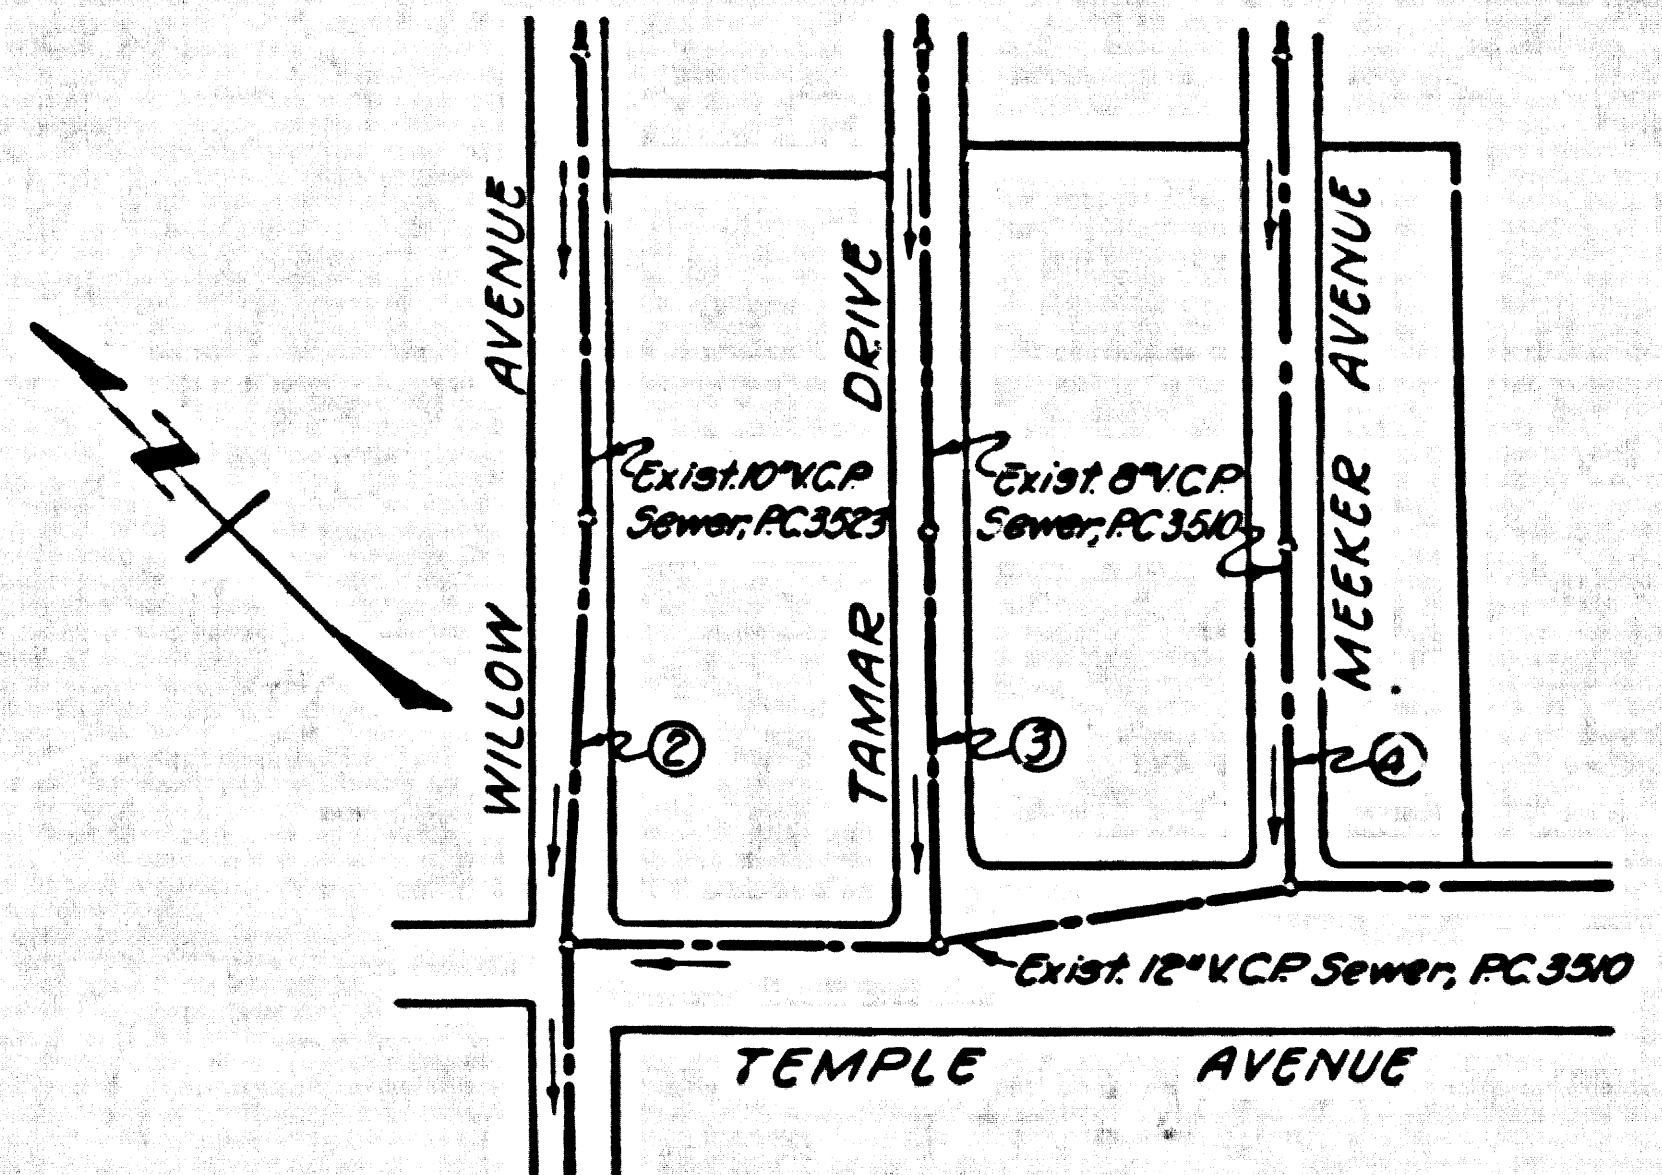 WILLOW AVENUE
TAMAR DRIVE
MEEKER AVENUE
N
Exist. 10" V.C.P.
Sewer, P.C. 3523
Exist. 8" V.C.P.
Sewer, P.C. 3510
2
3
4
Exist. 12" V.C.P. Sewer, P.C. 3510
TEMPLE AVENUE